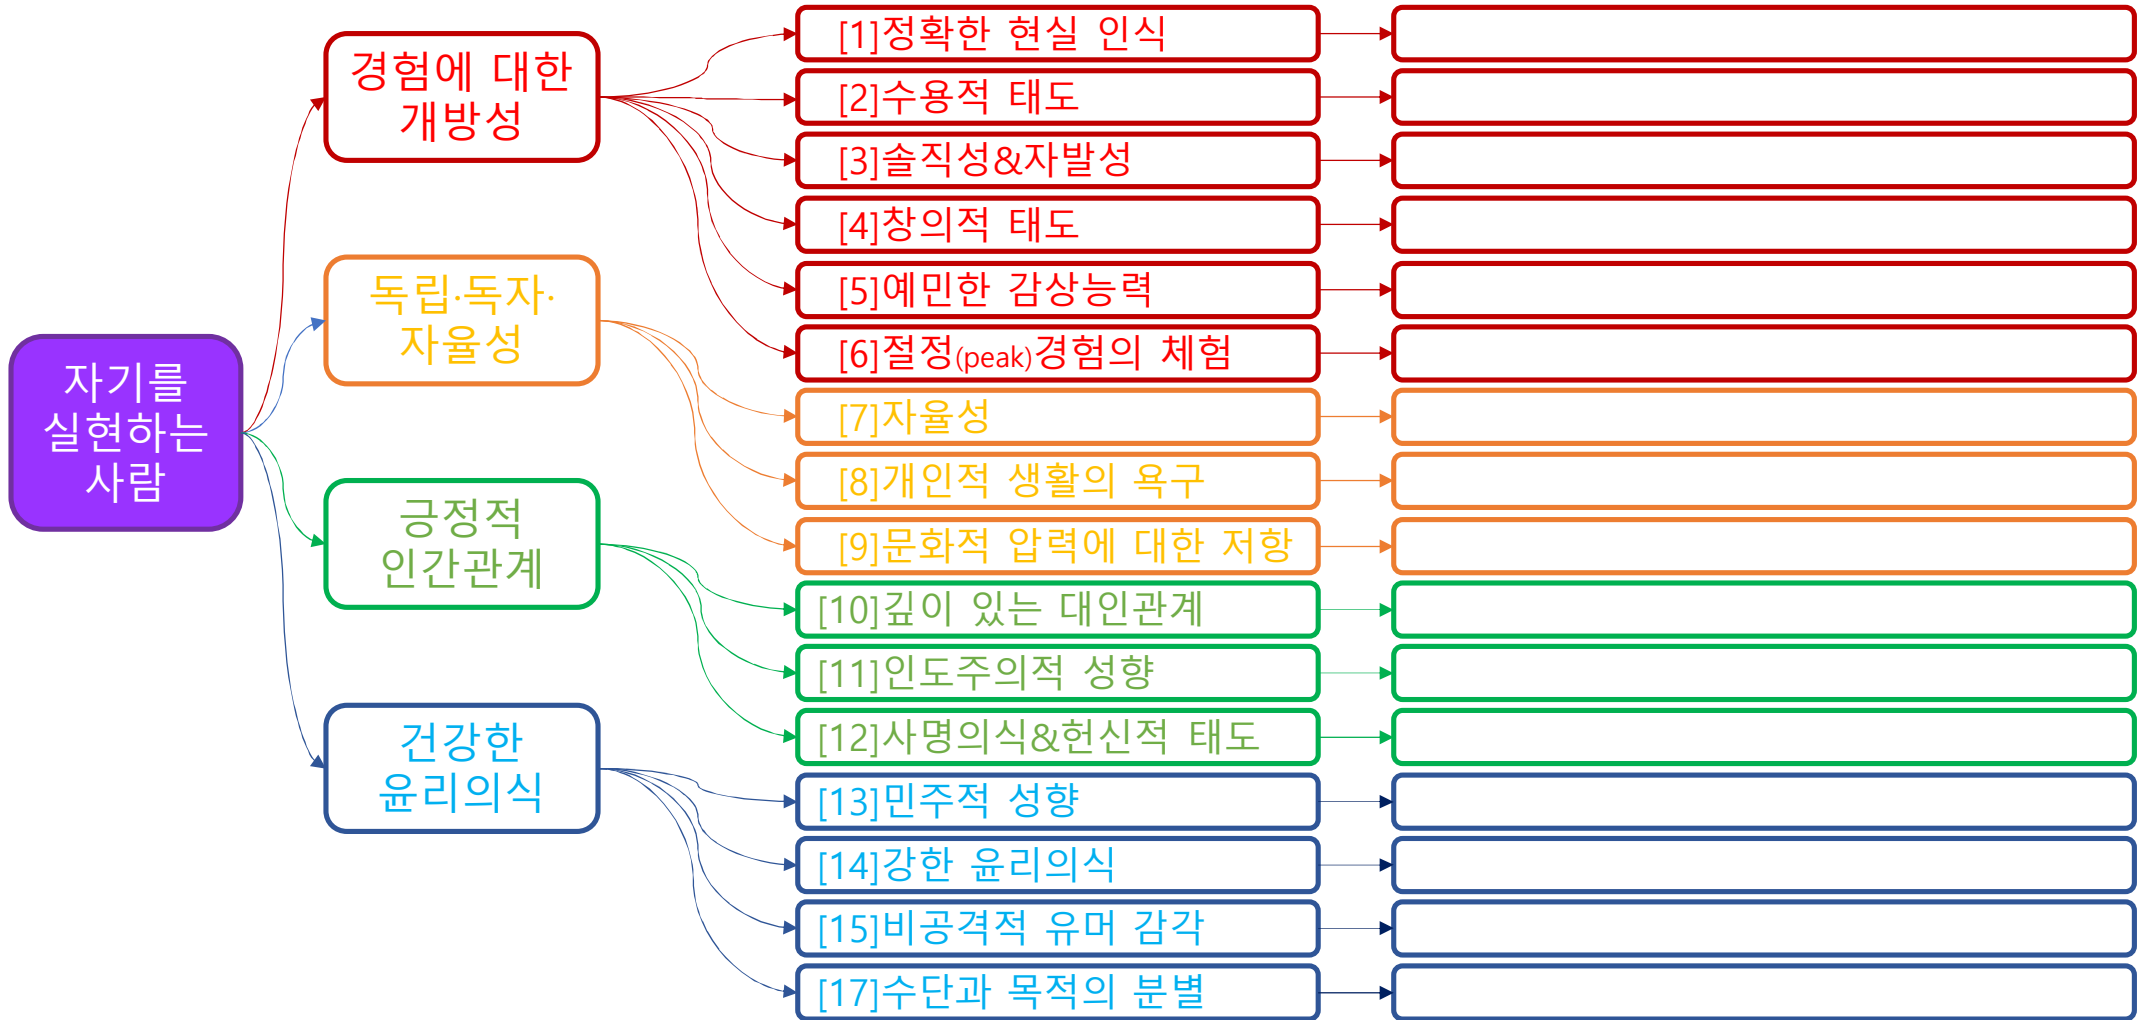 자기를
실현하는
사람
경험에 대한
개방성
독립·독자·
자율성
긍정적
인간관계
건강한
윤리의식
[1]정확한 현실 인식
[2]수용적 태도
[3]솔직성&자발성
[4]창의적 태도
[5]예민한 감상능력
[6]절정(peak)경험의 체험
[7]자율성
[8]개인적 생활의 욕구
[9]문화적 압력에 대한 저항
[10]깊이 있는 대인관계
[11]인도주의적 성향
[12]사명의식&헌신적 태도
[13]민주적 성향
[14]강한 윤리의식
[15]비공격적 유머 감각
[17]수단과 목적의 분별